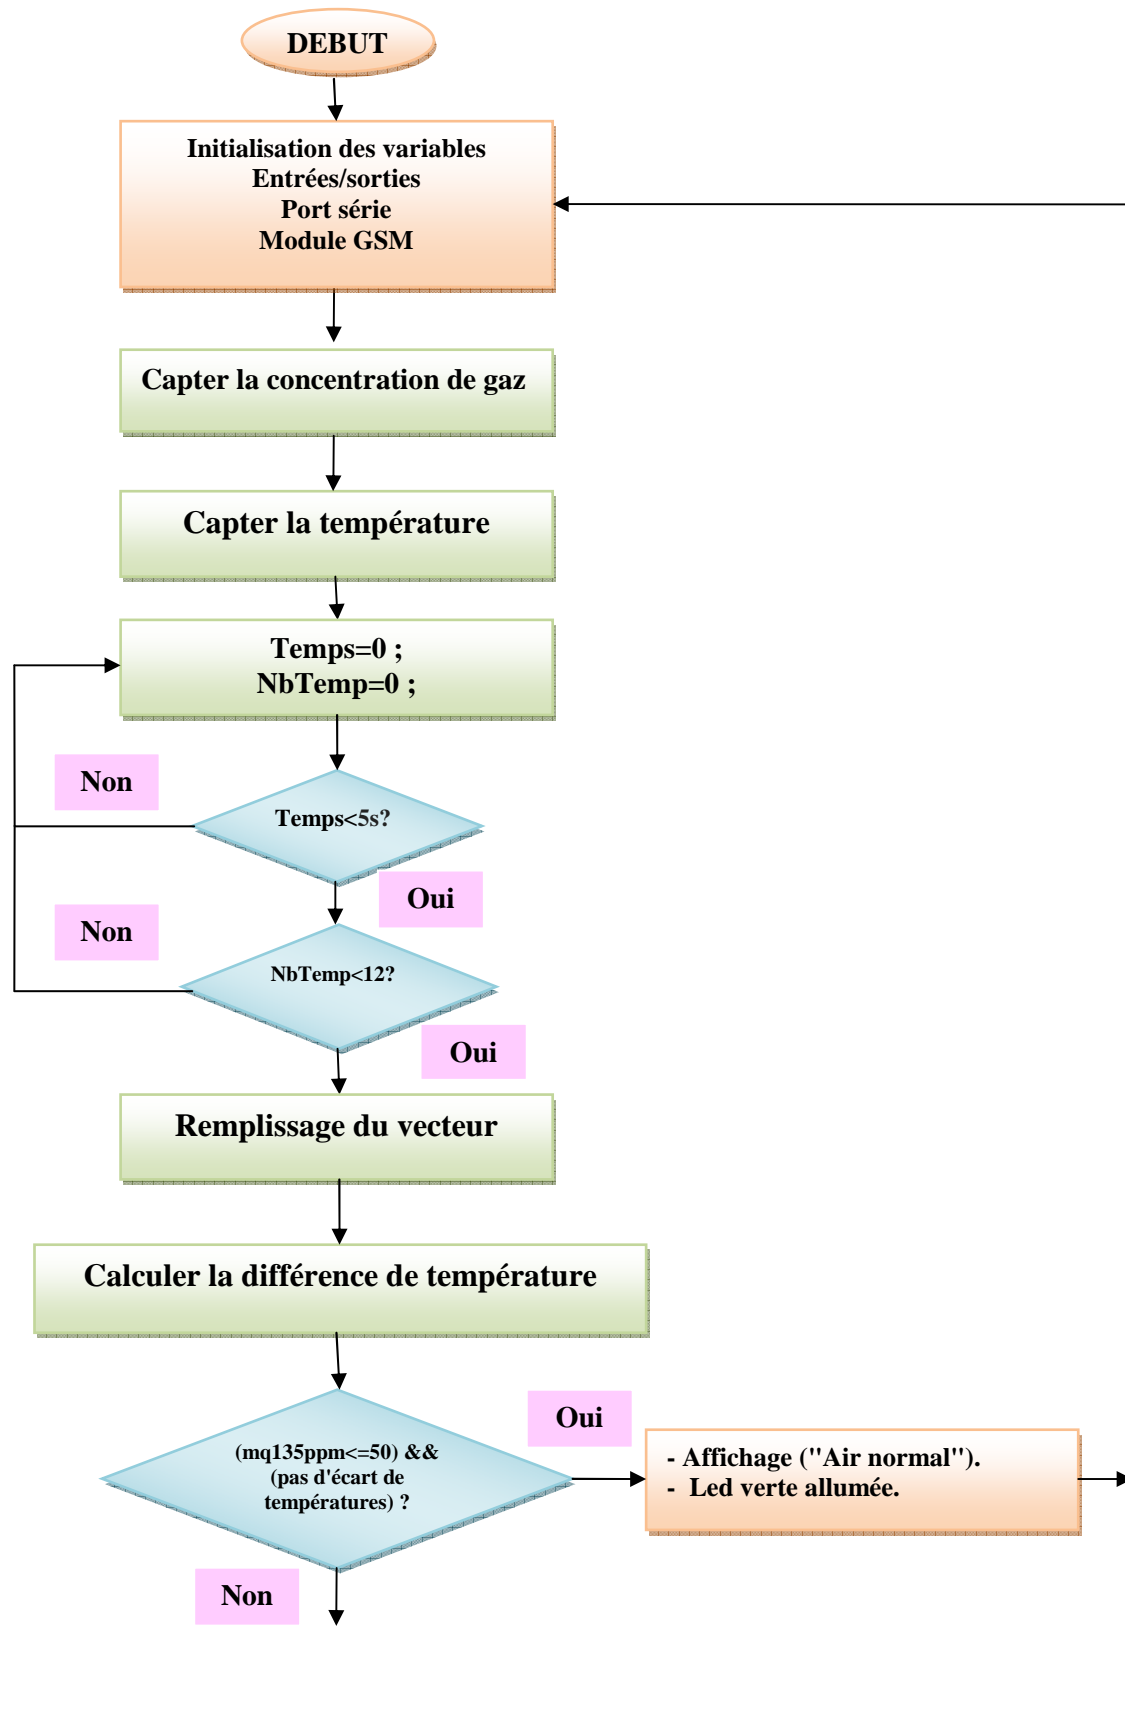 DEBUT
Initialisation des variables
Entrées/sorties
Port série
Module GSM
Capter la concentration de gaz
Capter la température
Temps=0 ;
NbTemp=0 ;
Non
Temps<5s?
Oui
Non
NbTemp<12?
Oui
Remplissage du vecteur
Calculer la différence de température
Oui
(mq135ppm<=50) &&
(pas d'écart de
températures) ?
- Affichage ("Air normal").
- Led verte allumée.
Non